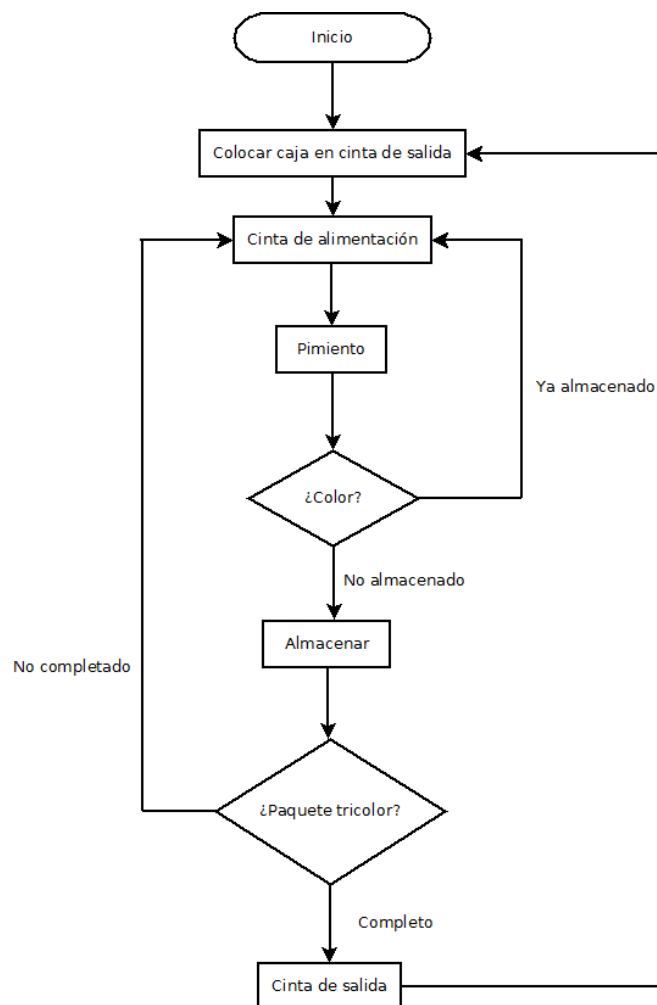 Inicio
Colocar caja en cinta de salida
Cinta de alimentación
Pimiento
Ya almacenado
¿Color?
No almacenado
Almacenar
No completado
¿Paquete tricolor?
Completo
Cinta de salida